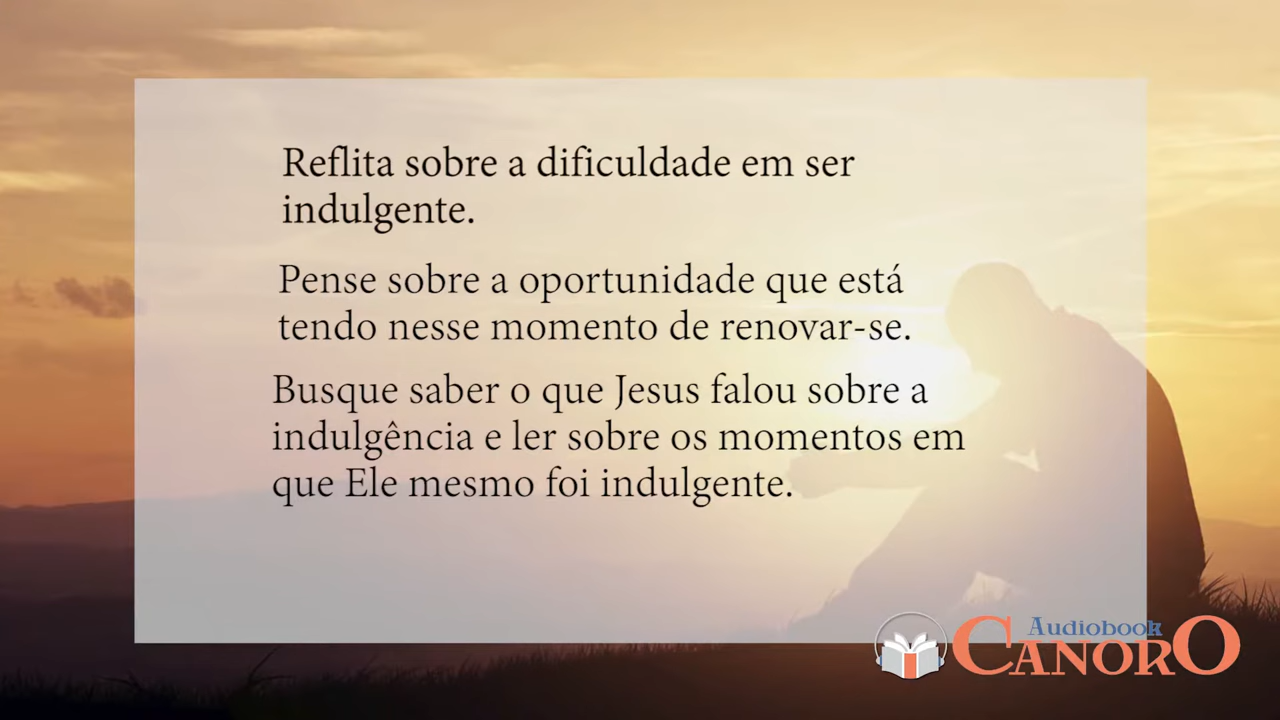 Reflita sobre a dificuldade em ser
indulgente.
Pense sobre a oportunidade que está
tendo nesse momento de renovar-se.
Busque saber o que Jesus falou sobre a
indulgência e ler sobre os momentos em
que Ele mesmo foi indulgente.
Audiobook
CANORO